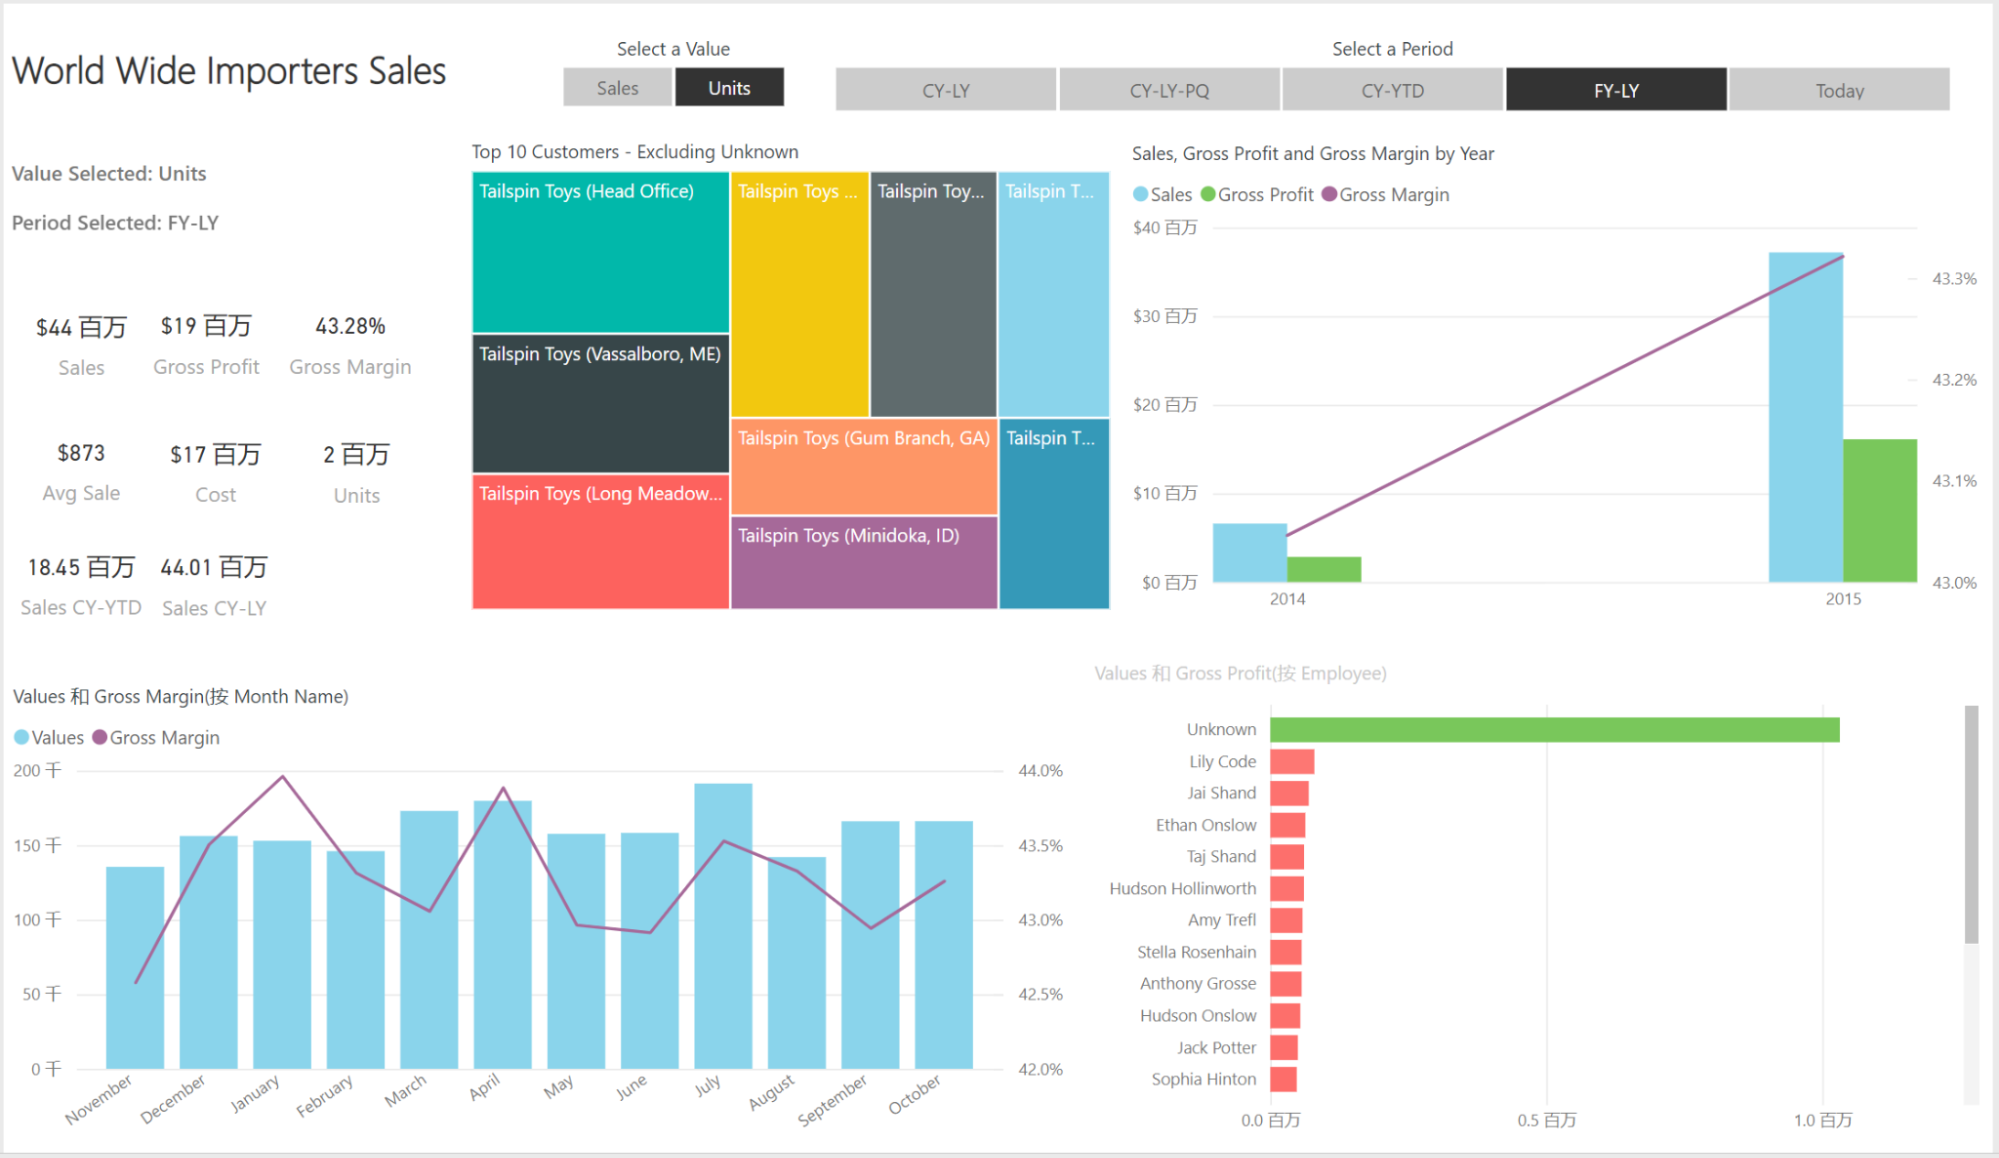 World Wide Importers Sales
Select a Value
Sales
Units
Select a Period
CY-LY
CY-LY-PQ
CY-YTD
FY-LY
Today
Value Selected: Units
Period Selected: FY-LY
$44 百万
Sales
$19 百万
Gross Profit
43.28%
Gross Margin
$873
Avg Sale
$17 百万
Cost
2 百万
Units
18.45 百万
Sales CY-YTD
44.01 百万
Sales CY-LY
Top 10 Customers - Excluding Unknown
Tailspin Toys (Head Office)
Tailspin Toys ...
Tailspin Toy...
Tailspin T...
Tailspin Toys (Vassalboro, ME)
Tailspin Toys (Gum Branch, GA)
Tailspin T...
Tailspin Toys (Long Meadow...
Tailspin Toys (Minidoka, ID)
Sales, Gross Profit and Gross Margin by Year
Sales Gross Profit Gross Margin
$40 百万
$30 百万
$20 百万
$10 百万
$0 百万
43.3%
43.2%
43.1%
43.0%
2014
2015
Values 和 Gross Margin(按 Month Name)
Values Gross Margin
200 千
150 千
100 千
50 千
0 千
44.0%
43.5%
43.0%
42.5%
42.0%
November
December
January
February
March
April
May
June
July
August
September
October
Values 和 Gross Profit(按 Employee)
Unknown
Lily Code
Jai Shand
Ethan Onslow
Taj Shand
Hudson Hollinworth
Amy Trefl
Stella Rosenhain
Anthony Grosse
Hudson Onslow
Jack Potter
Sophia Hinton
0.0 百万
0.5 百万
1.0 百万